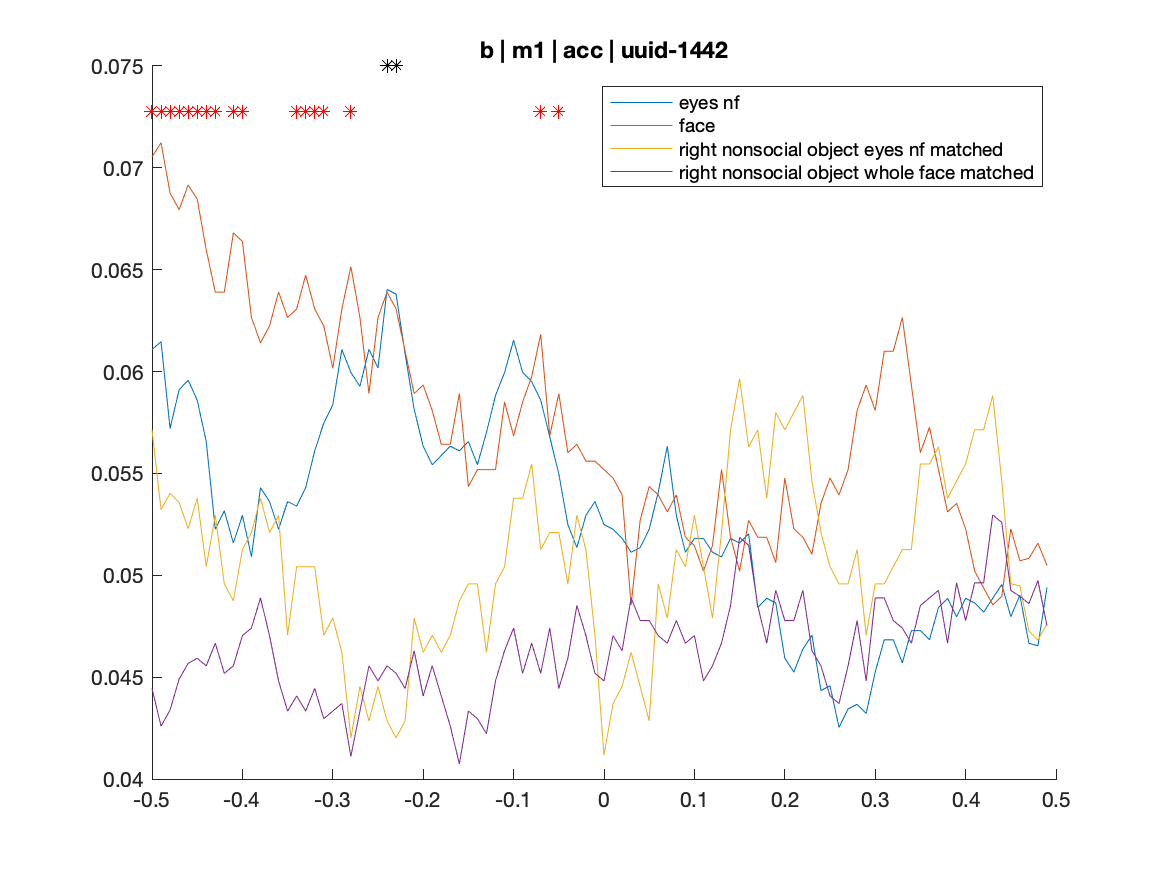 b | m1 | acc | uuid-1442
0.075
0.07
0.065
0.06
0.055
0.05
0.045
0.04
eyes nf
face
right nonsocial object eyes nf matched
right nonsocial object whole face matched
-0.5 -0.4 -0.3 -0.2 -0.1 0 0.1 0.2 0.3 0.4 0.5